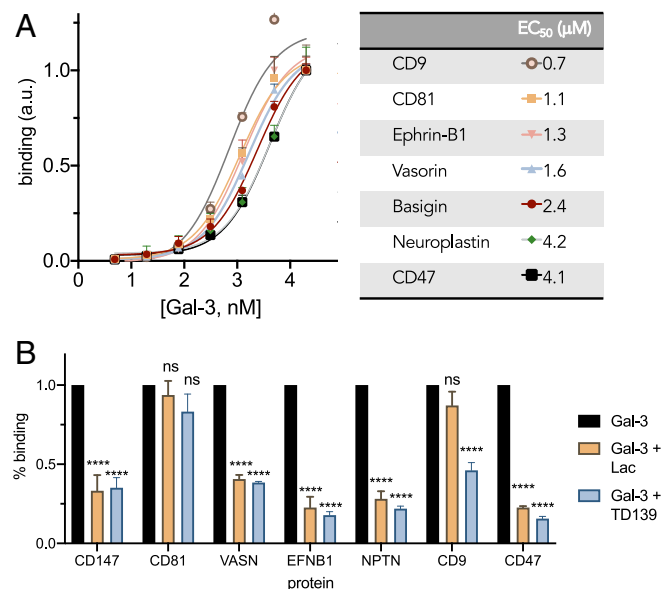 A
binding (a.u.)
1.0
0.5
0.0
1
2
3
4
[Gal-3, nM]
EC50 (μM)
CD9 0.7
CD81 1.1
Ephrin-B1 1.3
Vasorin 1.6
Basigin 2.4
Neuroplastin 4.2
CD47 4.1
B
% binding
1.0
0.5
0.0
**** ****
ns ns
**** ****
**** ****
**** ****
ns ****
**** ****
CD147 CD81 VASN EFNB1 NPTN CD9 CD47
protein
Gal-3
Gal-3 +
Lac
Gal-3 +
TD139